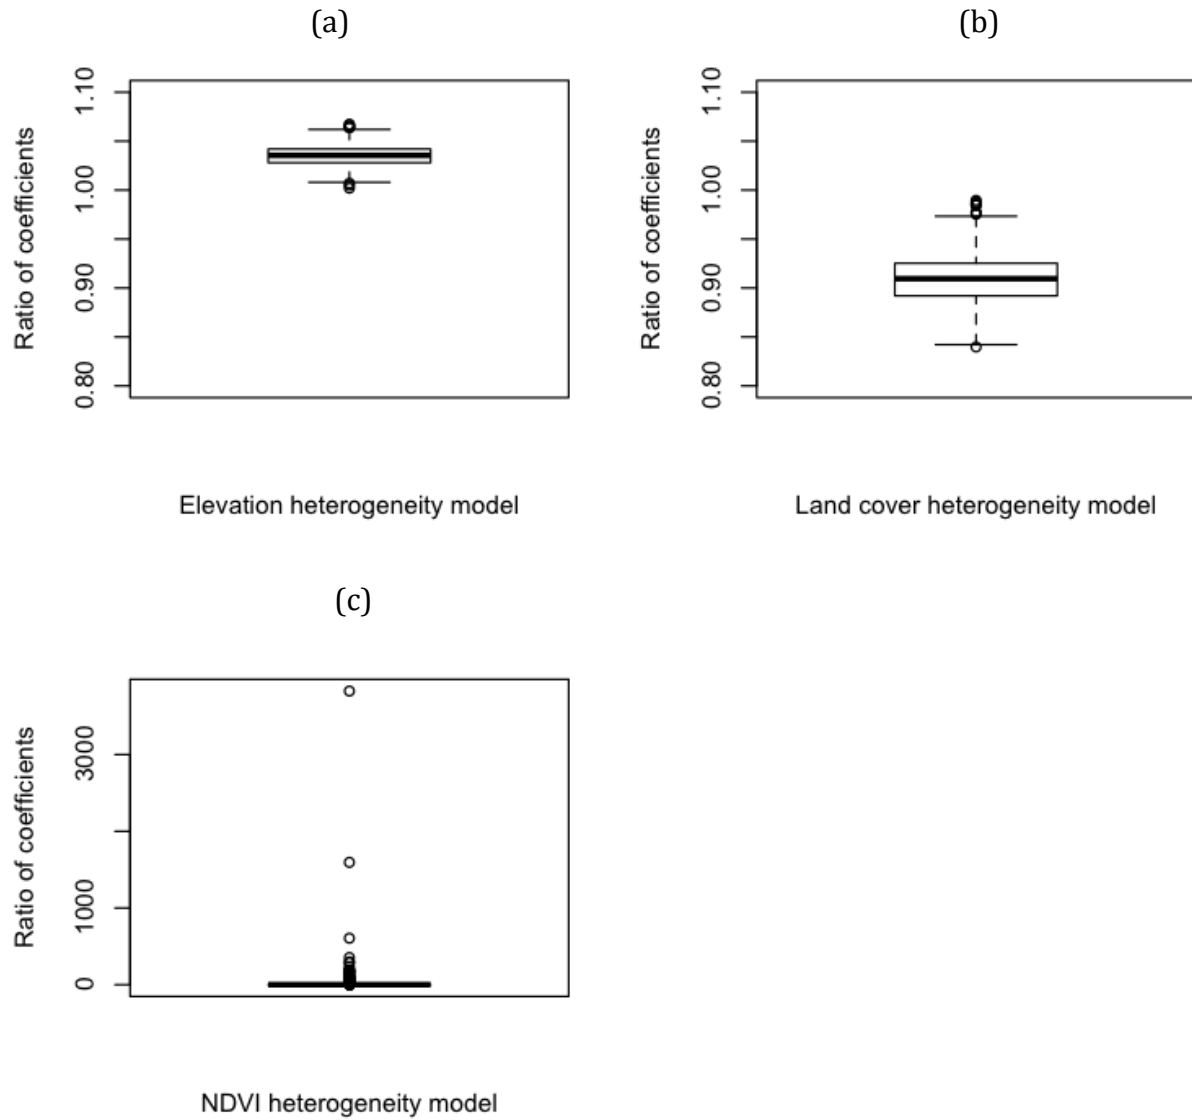 (a)
Ratio of coefficients
0.80 0.90 1.00 1.10
Elevation heterogeneity model
(b)
Ratio of coefficients
0.80 0.90 1.00 1.10
Land cover heterogeneity model
(c)
Ratio of coefficients
0 1000 3000
NDVI heterogeneity model